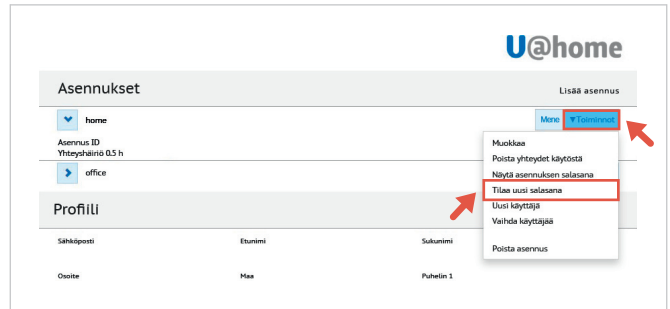 U@home
Asennukset Lisää asennus
home Mene ▼Toiminnot
Asennus ID
Yhteyshäiriö 0.5 h
office
Muokkaa
Poista yhteydet käytöstä
Näytä asennuksen salasana
Tilaa uusi salasana
Uusi käyttäjä
Vaihda käyttäjää
Poista asennus
Profiili
Sähköposti Etunimi Sukunimi
Osoite Maa Puhelin 1